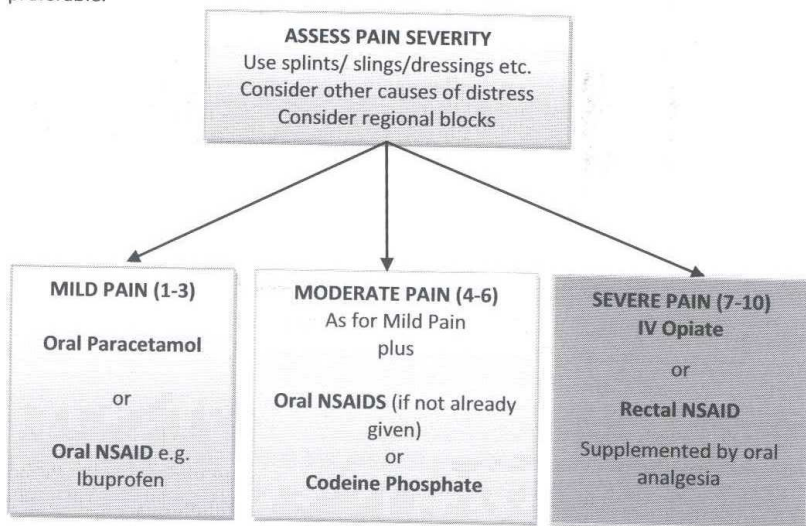 preferable.
ASSESS PAIN SEVERITY
Use splints/ slings/dressings etc.
Consider other causes of distress
Consider regional blocks
MILD PAIN (1-3)
Oral Paracetamol
or
Oral NSAID e.g.
Ibuprofen
MODERATE PAIN (4-6)
As for Mild Pain
plus
Oral NSAIDS (if not already
given)
or
Codeine Phosphate
SEVERE PAIN (7-10)
IV Opiate
or
Rectal NSAID
Supplemented by oral
analgesia